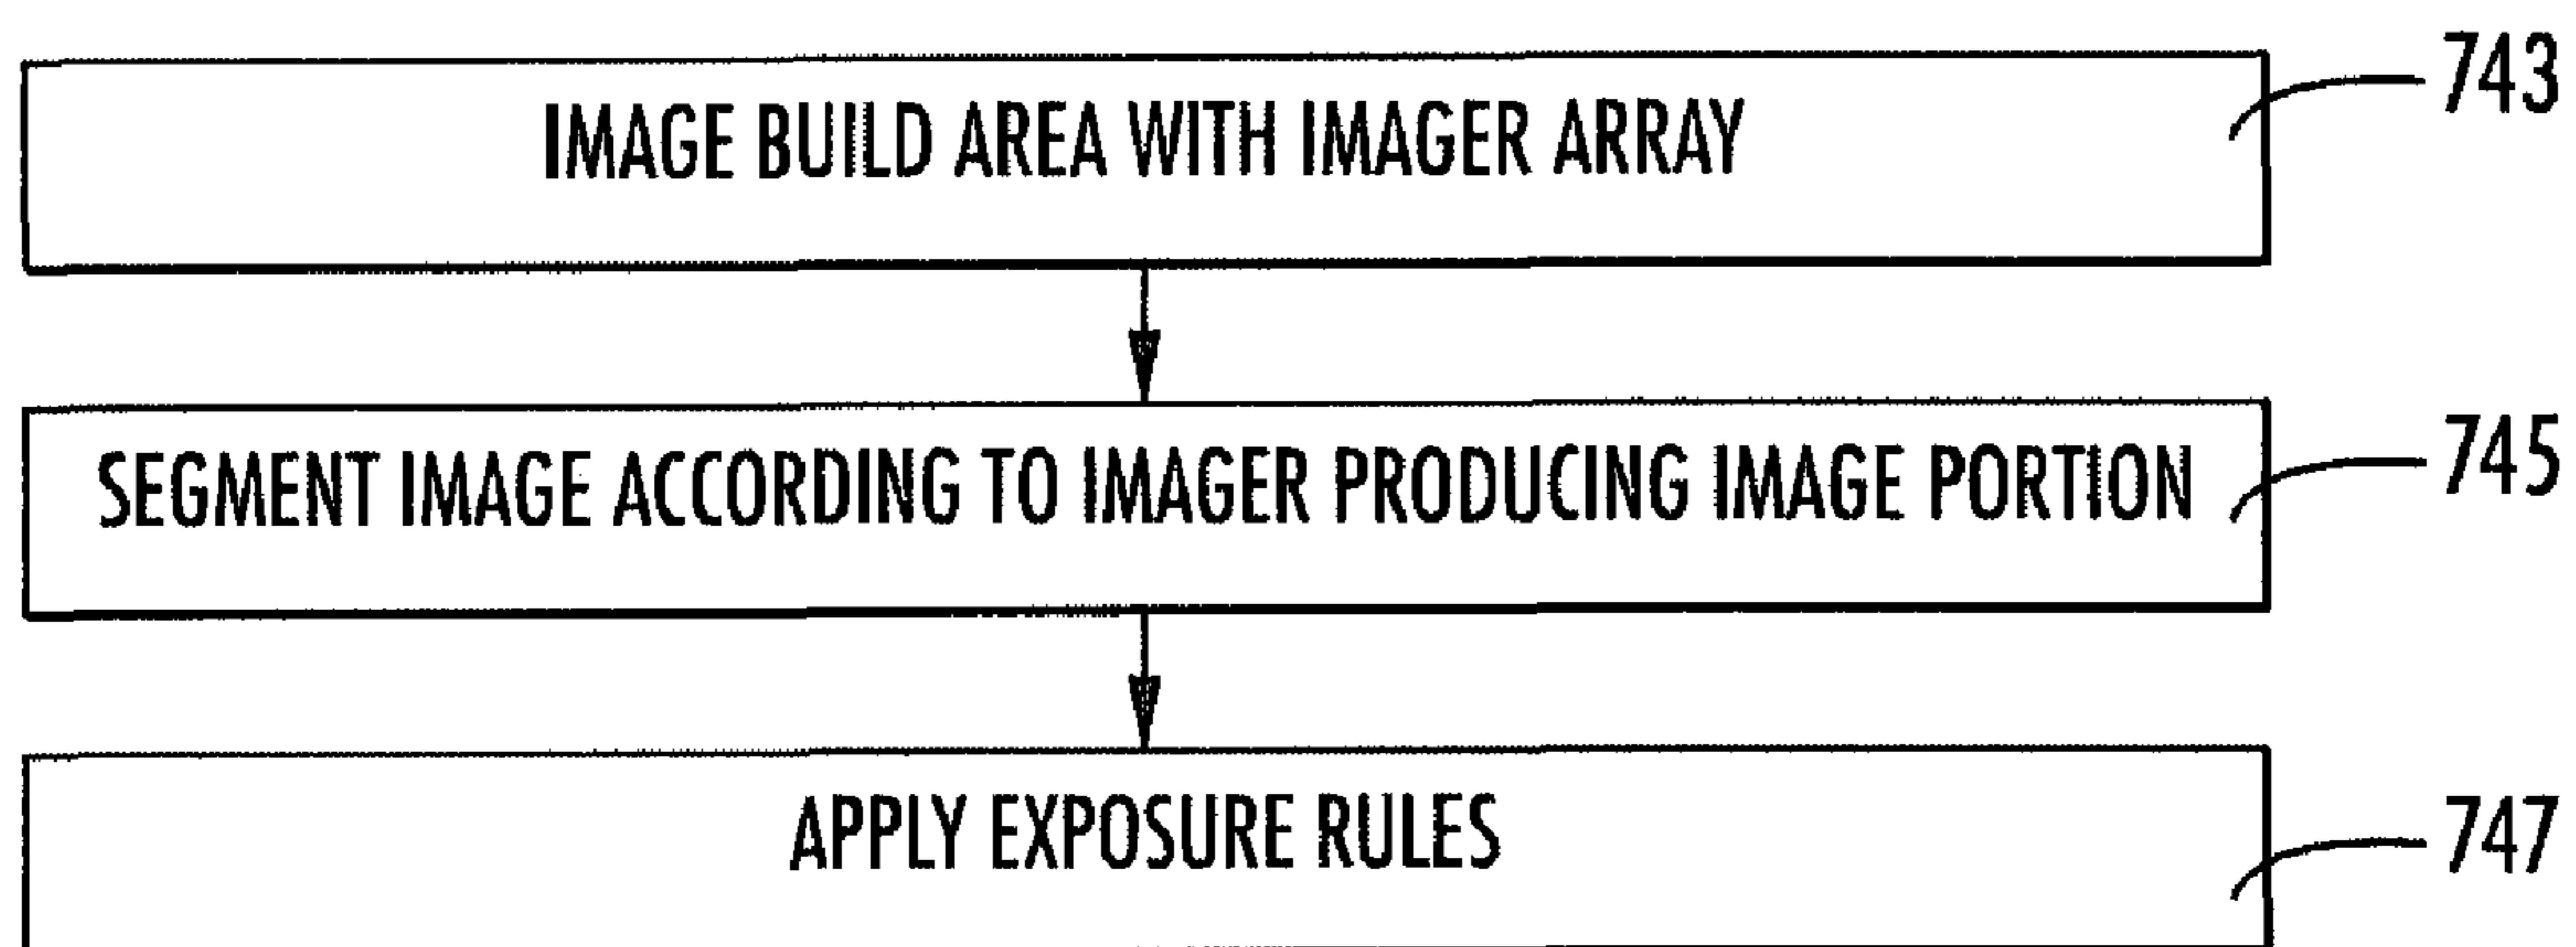 IMAGE BUILD AREA WITH IMAGER ARRAY 743
SEGMENT IMAGE ACCORDING TO IMAGER PRODUCING IMAGE PORTION 745
APPLY EXPOSURE RULES 747